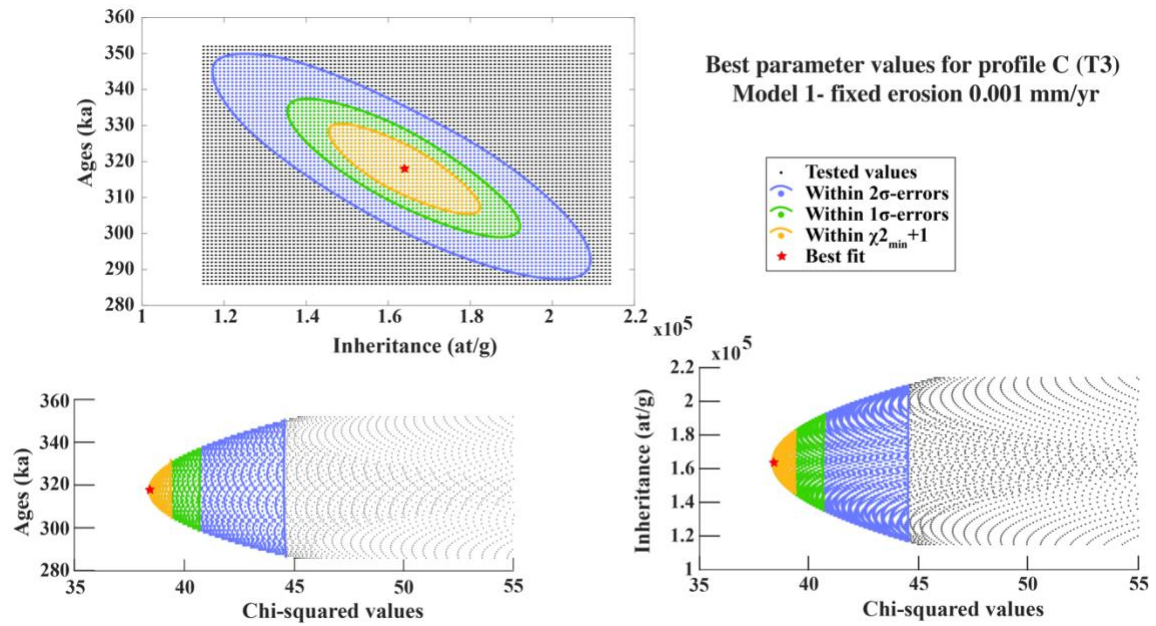 360
350
340
330
320
310
300
290
280
Ages (ka)
1 1.2 1.4 1.6 1.8 2 2.2
x10⁵
Inheritance (at/g)
Best parameter values for profile C (T3)
Model 1- fixed erosion 0.001 mm/yr
Tested values
Within 2σ-errors
Within 1σ-errors
Within χ2min+1
Best fit
360
340
320
300
280
Ages (ka)
35 40 45 50 55
Chi-squared values
x10⁵
2.2
2
1.8
1.6
1.4
1.2
1
Inheritance (at/g)
35 40 45 50 55
Chi-squared values